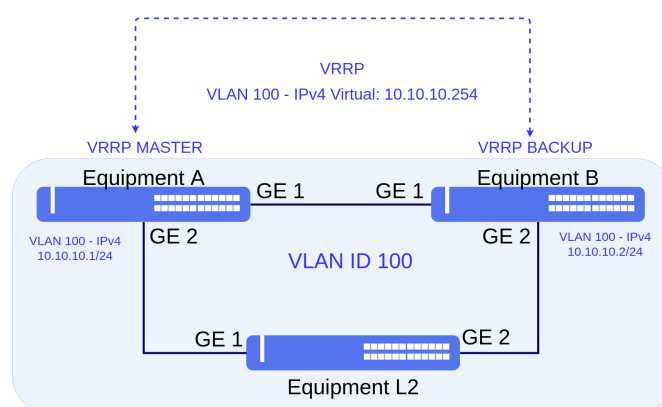 VRRP
VLAN 100 - IPv4 Virtual: 10.10.10.254
VRRP MASTER
VRRP BACKUP
Equipment A
Equipment B
GE 1
GE 1
VLAN 100 - IPv4
10.10.10.1/24
GE 2
GE 2
VLAN 100 - IPv4
10.10.10.2/24
VLAN ID 100
GE 1
GE 2
Equipment L2